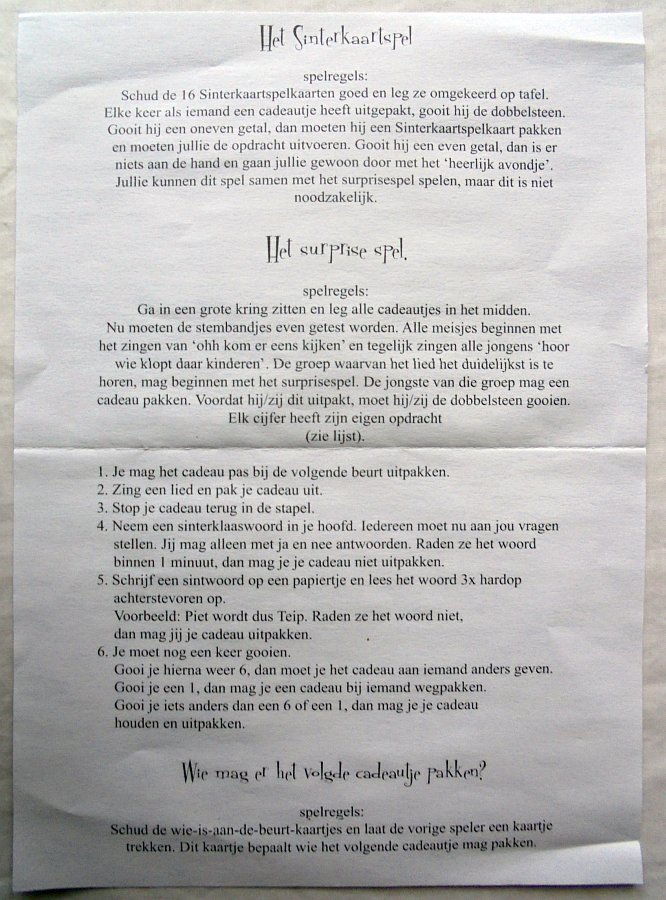 Het Sinterkaartspel
spelregels:
Schud de 16 Sinterkaartspelkaarten goed en leg ze omgekeerd op tafel.
Elke keer als iemand een cadeautje heeft uitgepakt, gooit hij de dobbelsteen.
Gooit hij een oneven getal, dan moeten hij een Sinterkaartspelkaart pakken
en moeten jullie de opdracht uitvoeren. Gooit hij een even getal, dan is er
niets aan de hand en gaan jullie gewoon door met het ‘heerlijk avondje’.
Jullie kunnen dit spel samen met het surprisespel spelen, maar dit is niet
noodzakelijk.
Het surprise spel.
spelregels:
Ga in een grote kring zitten en leg alle cadeautjes in het midden.
Nu moeten de stembandjes even getest worden. Alle meisjes beginnen met
het zingen van ‘ohh kom er eens kijken’ en tegelijk zingen alle jongens ‘hoor
wie klopt daar kinderen’. De groep waarvan het lied het duidelijkst is te
horen, mag beginnen met het surprisespel. De jongste van die groep mag een
cadeau pakken. Voordat hij/zij dit uitpakt, moet hij/zij de dobbelsteen gooien.
Elk cijfer heeft zijn eigen opdracht
(zie lijst).
1. Je mag het cadeau pas bij de volgende beurt uitpakken.
2. Zing een lied en pak je cadeau uit.
3. Stop je cadeau terug in de stapel.
4. Neem een sinterklaaswoord in je hoofd. Iedereen moet nu aan jou vragen
stellen. Jij mag alleen met ja en nee antwoorden. Raden ze het woord
binnen 1 minuut, dan mag je je cadeau niet uitpakken.
5. Schrijf een sintwoord op een papiertje en lees het woord 3x hardop
achterstevoren op.
Voorbeeld: Piet wordt dus Teip. Raden ze het woord niet,
dan mag jij je cadeau uitpakken.
6. Je moet nog een keer gooien.
Gooi je hierna weer 6, dan moet je het cadeau aan iemand anders geven.
Gooi je een 1, dan mag je een cadeau bij iemand wegpakken.
Gooi je iets anders dan een 6 of een 1, dan mag je je cadeau
houden en uitpakken.
Wie mag er het volgde cadeautje pakken?
spelregels:
Schud de wie-is-aan-de-beurt-kaartjes en laat de vorige speler een kaartje
trekken. Dit kaartje bepaalt wie het volgende cadeautje mag pakken.